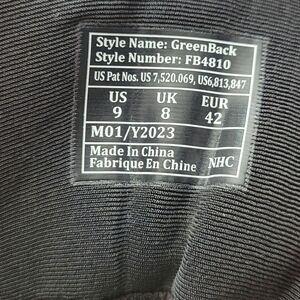 Style Name: GreenBack
Style Number: FB4810
US Pat Nos. US 7,520.069, US6,813,847
US UK EUR
9 8 42
M01/Y2023
Made In China
Fabrique En Chine NHC